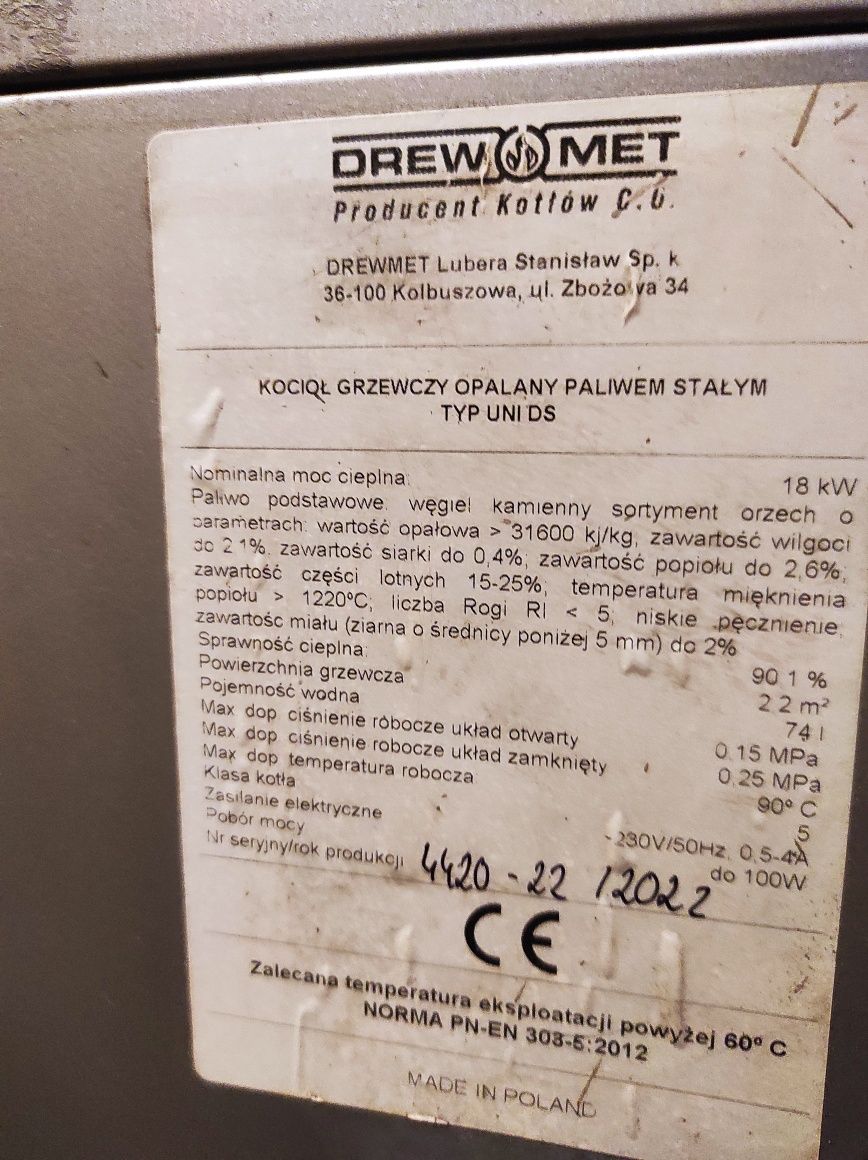 DREW MET
Producent Kotłów C.O.
DREWMET Lubera Stanisław Sp. k
36-100 Kolbuszowa, ul. Zbożowa 34
KOCIOŁ GRZEWCZY OPALANY PALIWEM STAŁYM
TYP UNI DS
Nominalna moc cieplna: 18 kW
Paliwo podstawowe: węgiel kamienny sortyment orzech o
parametrach: wartość opałowa > 31600 kj/kg, zawartość wilgoci
do 2.1%, zawartość siarki do 0,4%; zawartość popiołu do 2,6%;
zawartość części lotnych 15-25%; temperatura mięknienia
popiołu > 1220°C; liczba Rogi RI < 5; niskie pęcznienie;
zawartośc miału (ziarna o średnicy poniżej 5 mm) do 2%
Sprawność cieplna: 90.1 %
Powierzchnia grzewcza 2.2 m²
Pojemność wodna 74 l
Max dop ciśnienie robocze układ otwarty 0.15 MPa
Max dop ciśnienie robocze układ zamknięty 0,25 MPa
Max dop temperatura robocza 90° C
Klasa kotła 5
Zasilanie elektryczne ~230V/50Hz, 0,5-4A
Pobór mocy do 100W
Nr seryjny/rok produkcji 4420-22 /2022
CE
Zalecana temperatura eksploatacji powyżej 60° C
NORMA PN-EN 303-5:2012
MADE IN POLAND